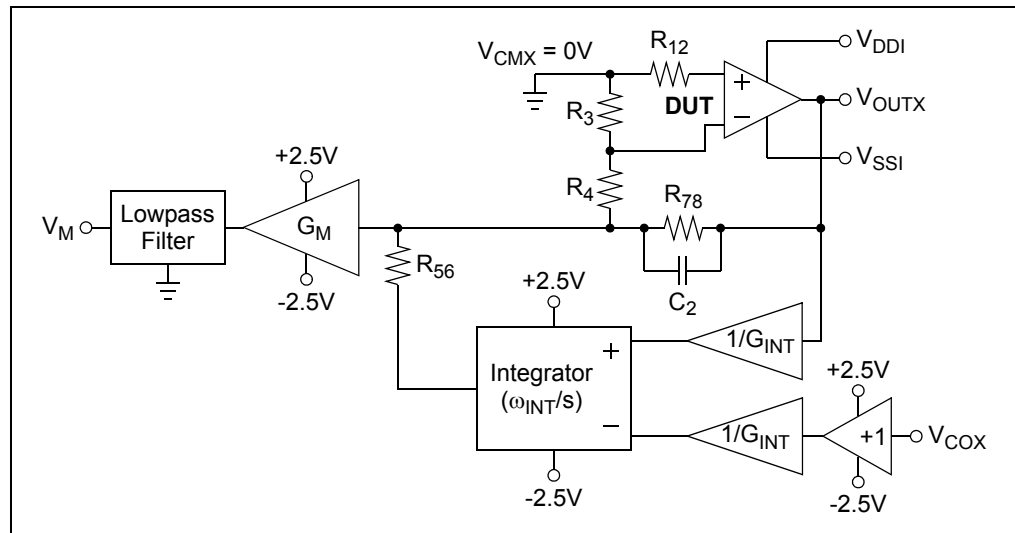 V_CMX = 0V
R_12
V_DDI
+
DUT
R_3
−
V_OUTX
V_SSI
+2.5V
R_4
R_78
V_M
Lowpass
Filter
G_M
R_56
C_2
-2.5V
+2.5V
+
1/G_INT
Integrator
(ω_INT/s)
+2.5V
−
1/G_INT
+1
V_COX
-2.5V
-2.5V